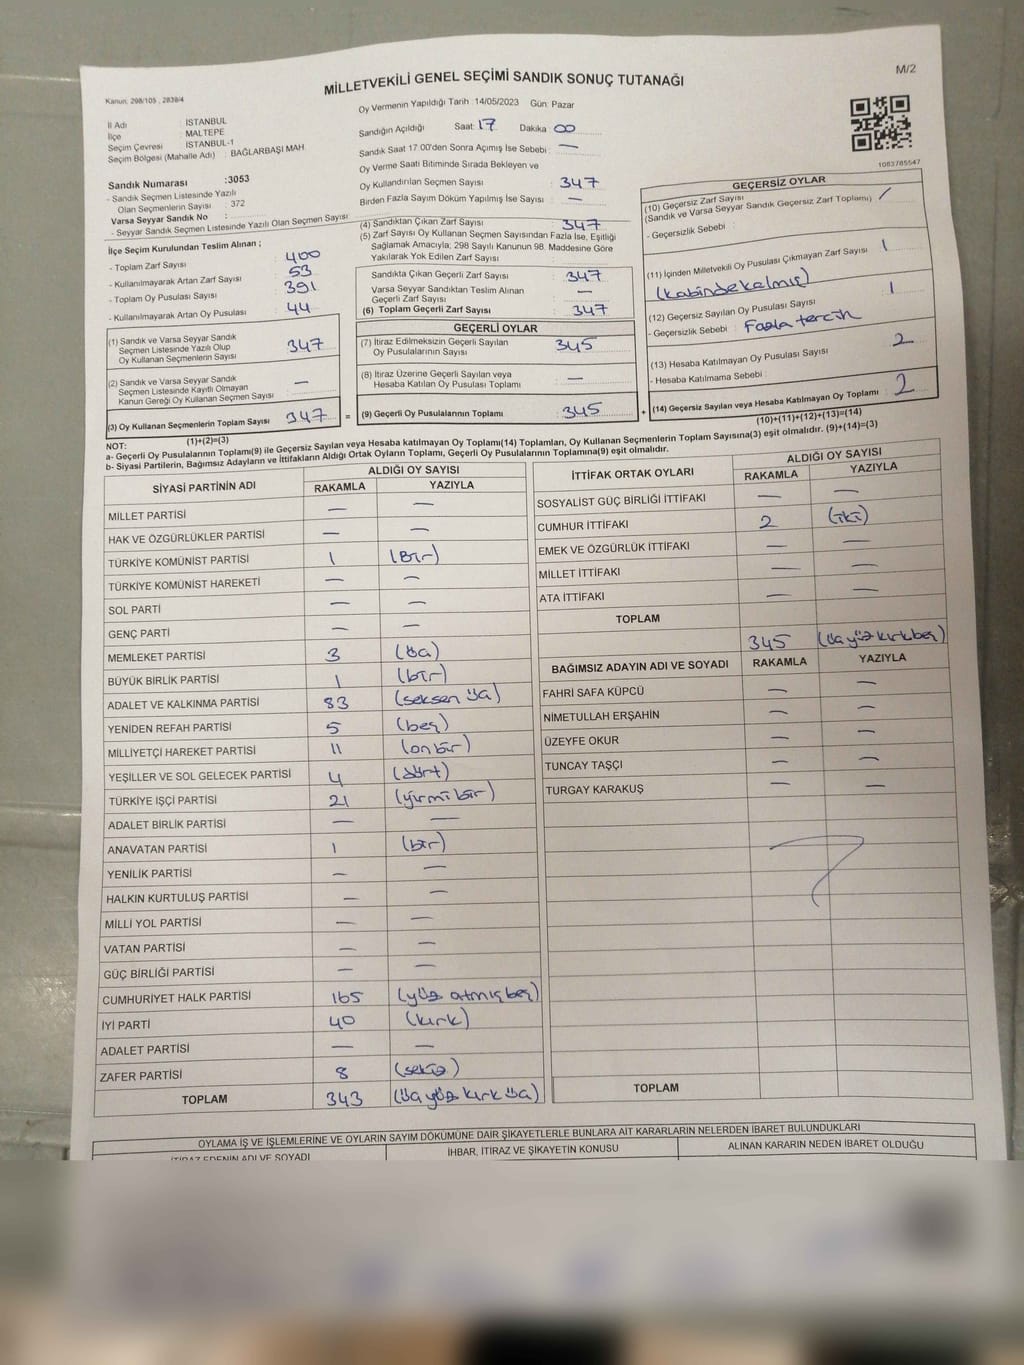 MİLLETVEKİLİ GENEL SEÇİMİ SANDIK SONUÇ TUTANAĞI
M/2
Kanun: 298/105 , 2839/4
İl Adı : İSTANBUL
İlçe : MALTEPE
Seçim Çevresi : İSTANBUL-1
Seçim Bölgesi (Mahalle Adı) : BAĞLARBAŞI MAH.
Sandık Numarası :3053
- Sandık Seçmen Listesinde Yazılı
Olan Seçmenlerin Sayısı : 372
Varsa Seyyar Sandık No :
- Seyyar Sandık Seçmen Listesinde Yazılı Olan Seçmen Sayısı :
Oy Vermenin Yapıldığı Tarih :14/05/2023 Gün: Pazar
Sandığın Açıldığı Saat: 17 Dakika 00
Sandık Saat 17.00'den Sonra Açımış İse Sebebi : —
Oy Verme Saati Bitiminde Sırada Bekleyen ve
Oy Kullandırılan Seçmen Sayısı : 347
Birden Fazla Sayım Döküm Yapılmış İse Sayısı : —
1083785547
İlçe Seçim Kurulundan Teslim Alınan ;
- Toplam Zarf Sayısı : 400
- Kullanılmayarak Artan Zarf Sayısı : 53
- Toplam Oy Pusulası Sayısı : 391
- Kullanılmayarak Artan Oy Pusulası : 44
(1) Sandık ve Varsa Seyyar Sandık
Seçmen Listesinde Yazılı Olup
Oy Kullanan Seçmenlerin Sayısı : 347
(2) Sandık ve Varsa Seyyar Sandık
Seçmen Listesinde Kayıtlı Olmayan
Kanun Gereği Oy Kullanan Seçmen Sayısı : —
(3) Oy Kullanan Seçmenlerin Toplam Sayısı : 347 =
(1)+(2)=(3)
(4) Sandıktan Çıkan Zarf Sayısı : 347
(5) Zarf Sayısı Oy Kullanan Seçmen Sayısından Fazla İse, Eşitliği
Sağlamak Amacıyla; 298 Sayılı Kanunun 98. Maddesine Göre
Yakılarak Yok Edilen Zarf Sayısı :
Sandıkta Çıkan Geçerli Zarf Sayısı : 347
Varsa Seyyar Sandıktan Teslim Alınan
Geçerli Zarf Sayısı : —
(6) Toplam Geçerli Zarf Sayısı : 347
GEÇERLİ OYLAR
(7) İtiraz Edilmeksizin Geçerli Sayılan
Oy Pusulalarının Sayısı : 345
(8) İtiraz Üzerine Geçerli Sayılan veya
Hesaba Katılan Oy Pusulası Toplamı : —
(9) Geçerli Oy Pusulalarının Toplamı : 345 +
GEÇERSİZ OYLAR
(10) Geçersiz Zarf Sayısı
(Sandık ve Varsa Seyyar Sandık Geçersiz Zarf Toplamı) : /
- Geçersizlik Sebebi :
(11) İçinden Milletvekili Oy Pusulası Çıkmayan Zarf Sayısı : 1
(kabinde kalmış)
(12) Geçersiz Sayılan Oy Pusulası Sayısı : 1
- Geçersizlik Sebebi : Fazla tercih
(13) Hesaba Katılmayan Oy Pusulası Sayısı : 2
- Hesaba Katılmama Sebebi :
(14) Geçersiz Sayılan veya Hesaba Katılmayan Oy Toplamı : 2
(10)+(11)+(12)+(13)=(14)
NOT:
a- Geçerli Oy Pusulalarının Toplamı(9) ile Geçersiz Sayılan veya Hesaba katılmayan Oy Toplamı(14) Toplamları, Oy Kullanan Seçmenlerin Toplam Sayısına(3) eşit olmalıdır. (9)+(14)=(3)
b- Siyasi Partilerin, Bağımsız Adayların ve İttifakların Aldığı Oyların Toplamı, Geçerli Oy Pusulalarının Toplamına(9) eşit olmalıdır.
SİYASİ PARTİNİN ADI ALDIĞI OY SAYISI
RAKAMLA YAZIYLA
MİLLET PARTİSİ — —
HAK VE ÖZGÜRLÜKLER PARTİSİ — —
TÜRKİYE KOMÜNİST PARTİSİ 1 (Bir)
TÜRKİYE KOMÜNİST HAREKETİ — —
SOL PARTİ — —
GENÇ PARTİ — —
MEMLEKET PARTİSİ 3 (üç)
BÜYÜK BİRLİK PARTİSİ 1 (bir)
ADALET VE KALKINMA PARTİSİ 83 (seksen üç)
YENİDEN REFAH PARTİSİ 5 (beş)
MİLLİYETÇİ HAREKET PARTİSİ 11 (onbir)
YEŞİLLER VE SOL GELECEK PARTİSİ 4 (dört)
TÜRKİYE İŞÇİ PARTİSİ 21 (yirmi bir)
ADALET BİRLİK PARTİSİ — —
ANAVATAN PARTİSİ 1 (bir)
YENİLİK PARTİSİ — —
HALKIN KURTULUŞ PARTİSİ — —
MİLLİ YOL PARTİSİ — —
VATAN PARTİSİ — —
GÜÇ BİRLİĞİ PARTİSİ — —
CUMHURİYET HALK PARTİSİ 165 (yüz atmış beş)
İYİ PARTİ 40 (kırk)
ADALET PARTİSİ — —
ZAFER PARTİSİ 8 (sekiz)
TOPLAM 343 (üç yüz kırk üç)
İTTİFAK ORTAK OYLARI ALDIĞI OY SAYISI
RAKAMLA YAZIYLA
SOSYALİST GÜÇ BİRLİĞİ İTTİFAKI — —
CUMHUR İTTİFAKI 2 (iki)
EMEK VE ÖZGÜRLÜK İTTİFAKI — —
MİLLET İTTİFAKI — —
ATA İTTİFAKI — —
TOPLAM
345 (üç yüz kırkbeş)
BAĞIMSIZ ADAYIN ADI VE SOYADI RAKAMLA YAZIYLA
FAHRİ SAFA KÜPCÜ — —
NİMETULLAH ERŞAHİN — —
ÜZEYFE OKUR — —
TUNCAY TAŞÇI — —
TURGAY KARAKUŞ — —
TOPLAM
OYLAMA İŞ VE İŞLEMLERİNE VE OYLARIN SAYIM DÖKÜMÜNE DAİR ŞİKAYETLERLE BUNLARA AİT KARARLARIN NELERDEN İBARET BULUNDUKLARI
İTİRAZ EDENİN ADI VE SOYADI İHBAR, İTİRAZ VE ŞİKAYETİN KONUSU ALINAN KARARIN NEDEN İBARET OLDUĞU